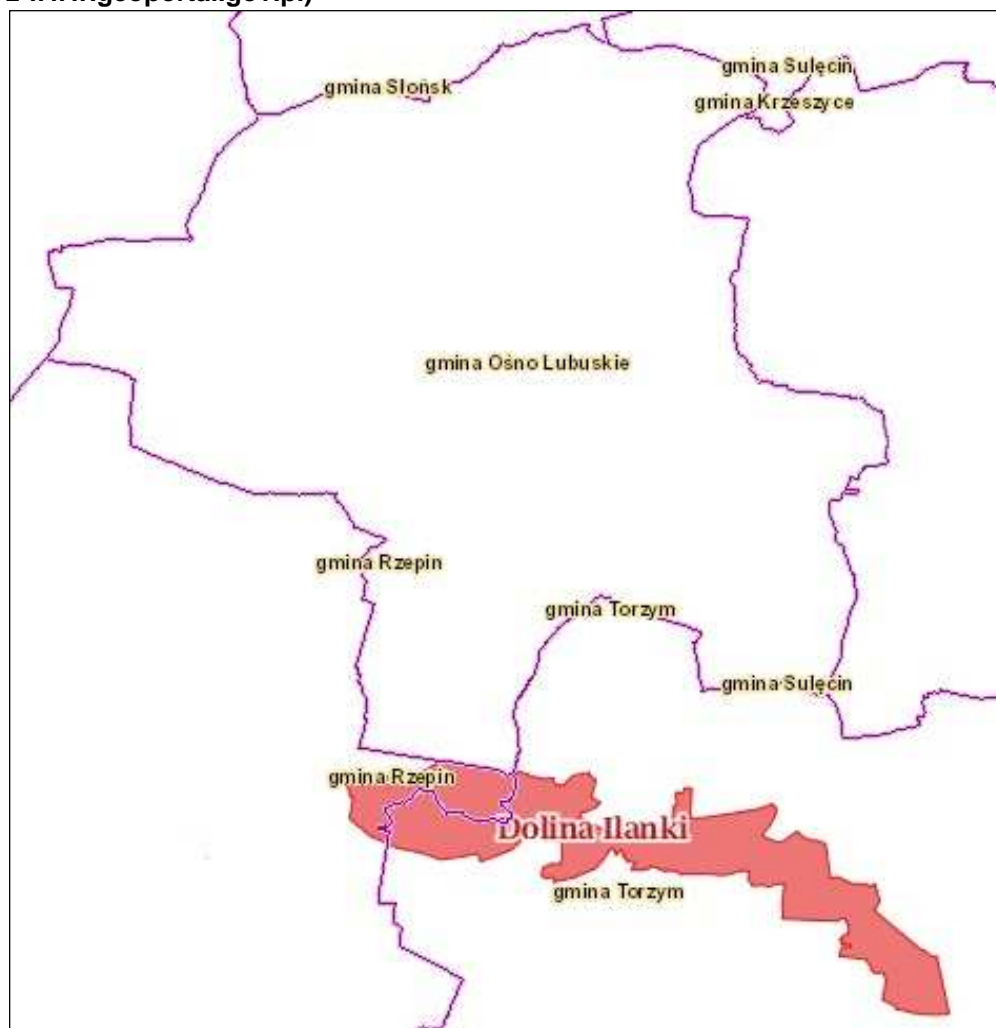 gmina Słońsk
gmina Sulęcin
gmina Krzeszyce
gmina Ośno Lubuskie
gmina Rzepin
gmina Torzym
gmina Sulęcin
gmina Rzepin
Dolina Ilanki
gmina Torzym